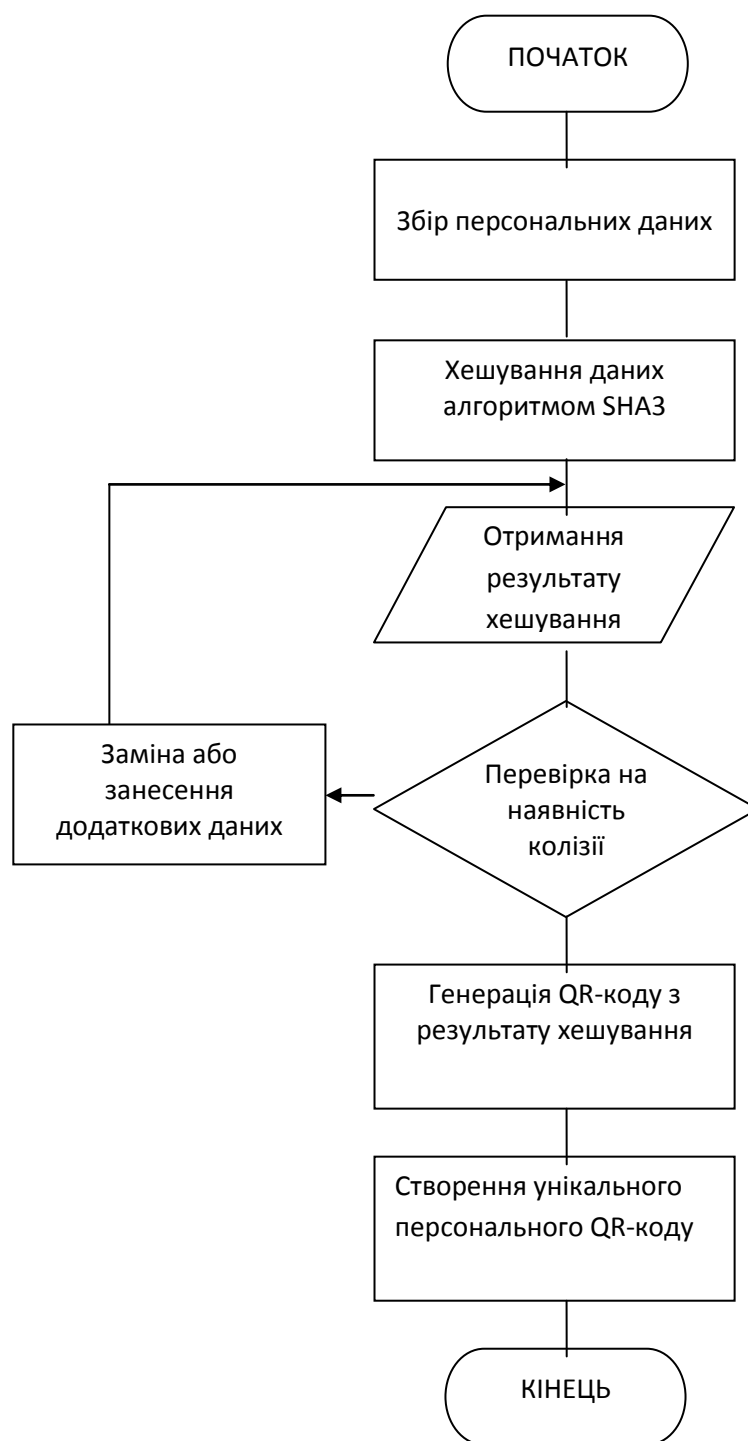 ПОЧАТОК
Збір персональних даних
Хешування даних
алгоритмом SHA3
Отримання
результату
хешування
Перевірка на
наявність
колізії
Заміна або
занесення
додаткових даних
Генерація QR-коду з
результату хешування
Створення унікального
персонального QR-коду
КІНЕЦЬ